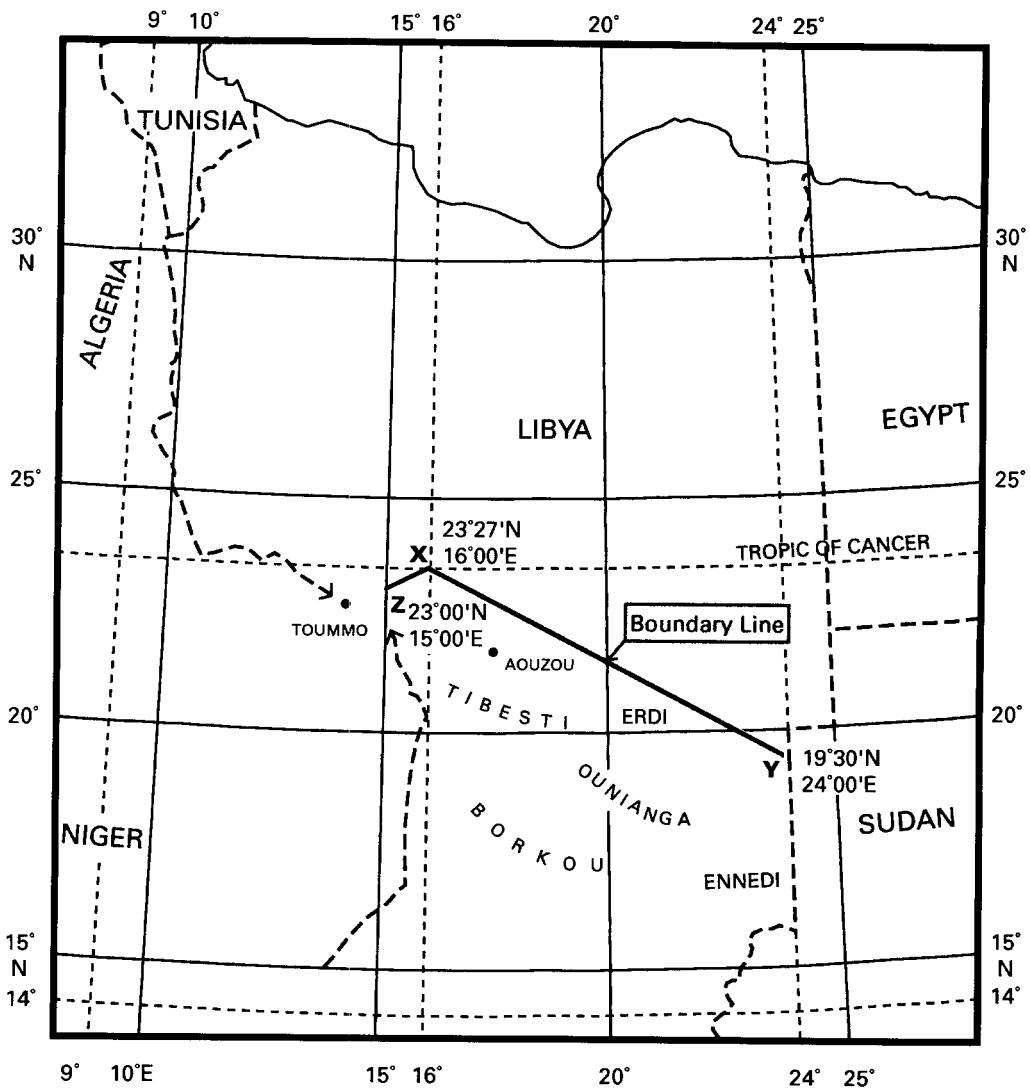 9° 10° 15° 16° 20° 24° 25°
TUNISIA
30°
N
30°
N
ALGERIA
LIBYA
EGYPT
25°
25°
X
23°27'N
16°00'E
TROPIC OF CANCER
Z
23°00'N
15°00'E
TOUMMO
Boundary Line
AOUZOU
TIBESTI
ERDI
20°
20°
Y
19°30'N
24°00'E
OUNIANGA
BORKOU
NIGER
SUDAN
ENNEDI
15°
N
14°
15°
N
14°
9° 10°E 15° 16° 20° 24° 25°